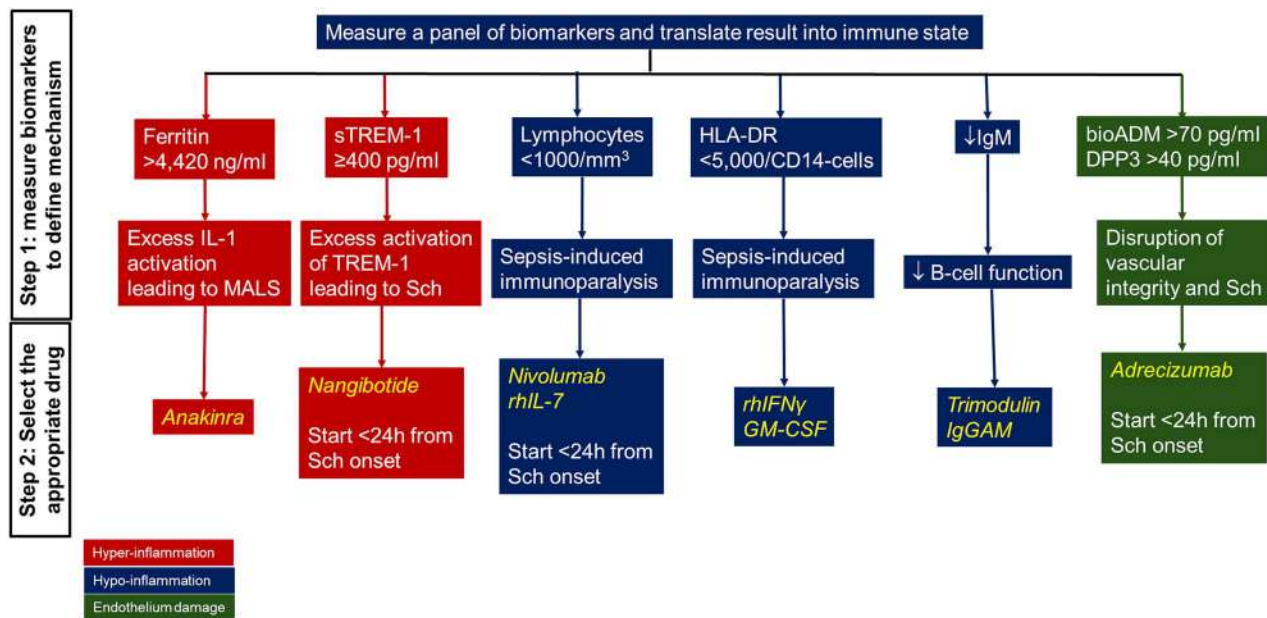 Measure a panel of biomarkers and translate result into immune state
Step 1: measure biomarkers
to define mechanism
Ferritin
>4,420 ng/ml
sTREM-1
≥400 pg/ml
Lymphocytes
<1000/mm³
HLA-DR
<5,000/CD14-cells
↓IgM
bioADM >70 pg/ml
DPP3 >40 pg/ml
Excess IL-1
activation
leading to MALS
Excess activation
of TREM-1
leading to Sch
Sepsis-induced
immunoparalysis
Sepsis-induced
immunoparalysis
↓ B-cell function
Disruption of
vascular
integrity and Sch
Step 2: Select the
appropriate drug
Anakinra
Nangibotide
Start <24h from
Sch onset
Nivolumab
rhIL-7
Start <24h from
Sch onset
rhIFNγ
GM-CSF
Trimodulin
IgGAM
Adrecizumab
Start <24h from
Sch onset
Hyper-inflammation
Hypo-inflammation
Endothelium damage